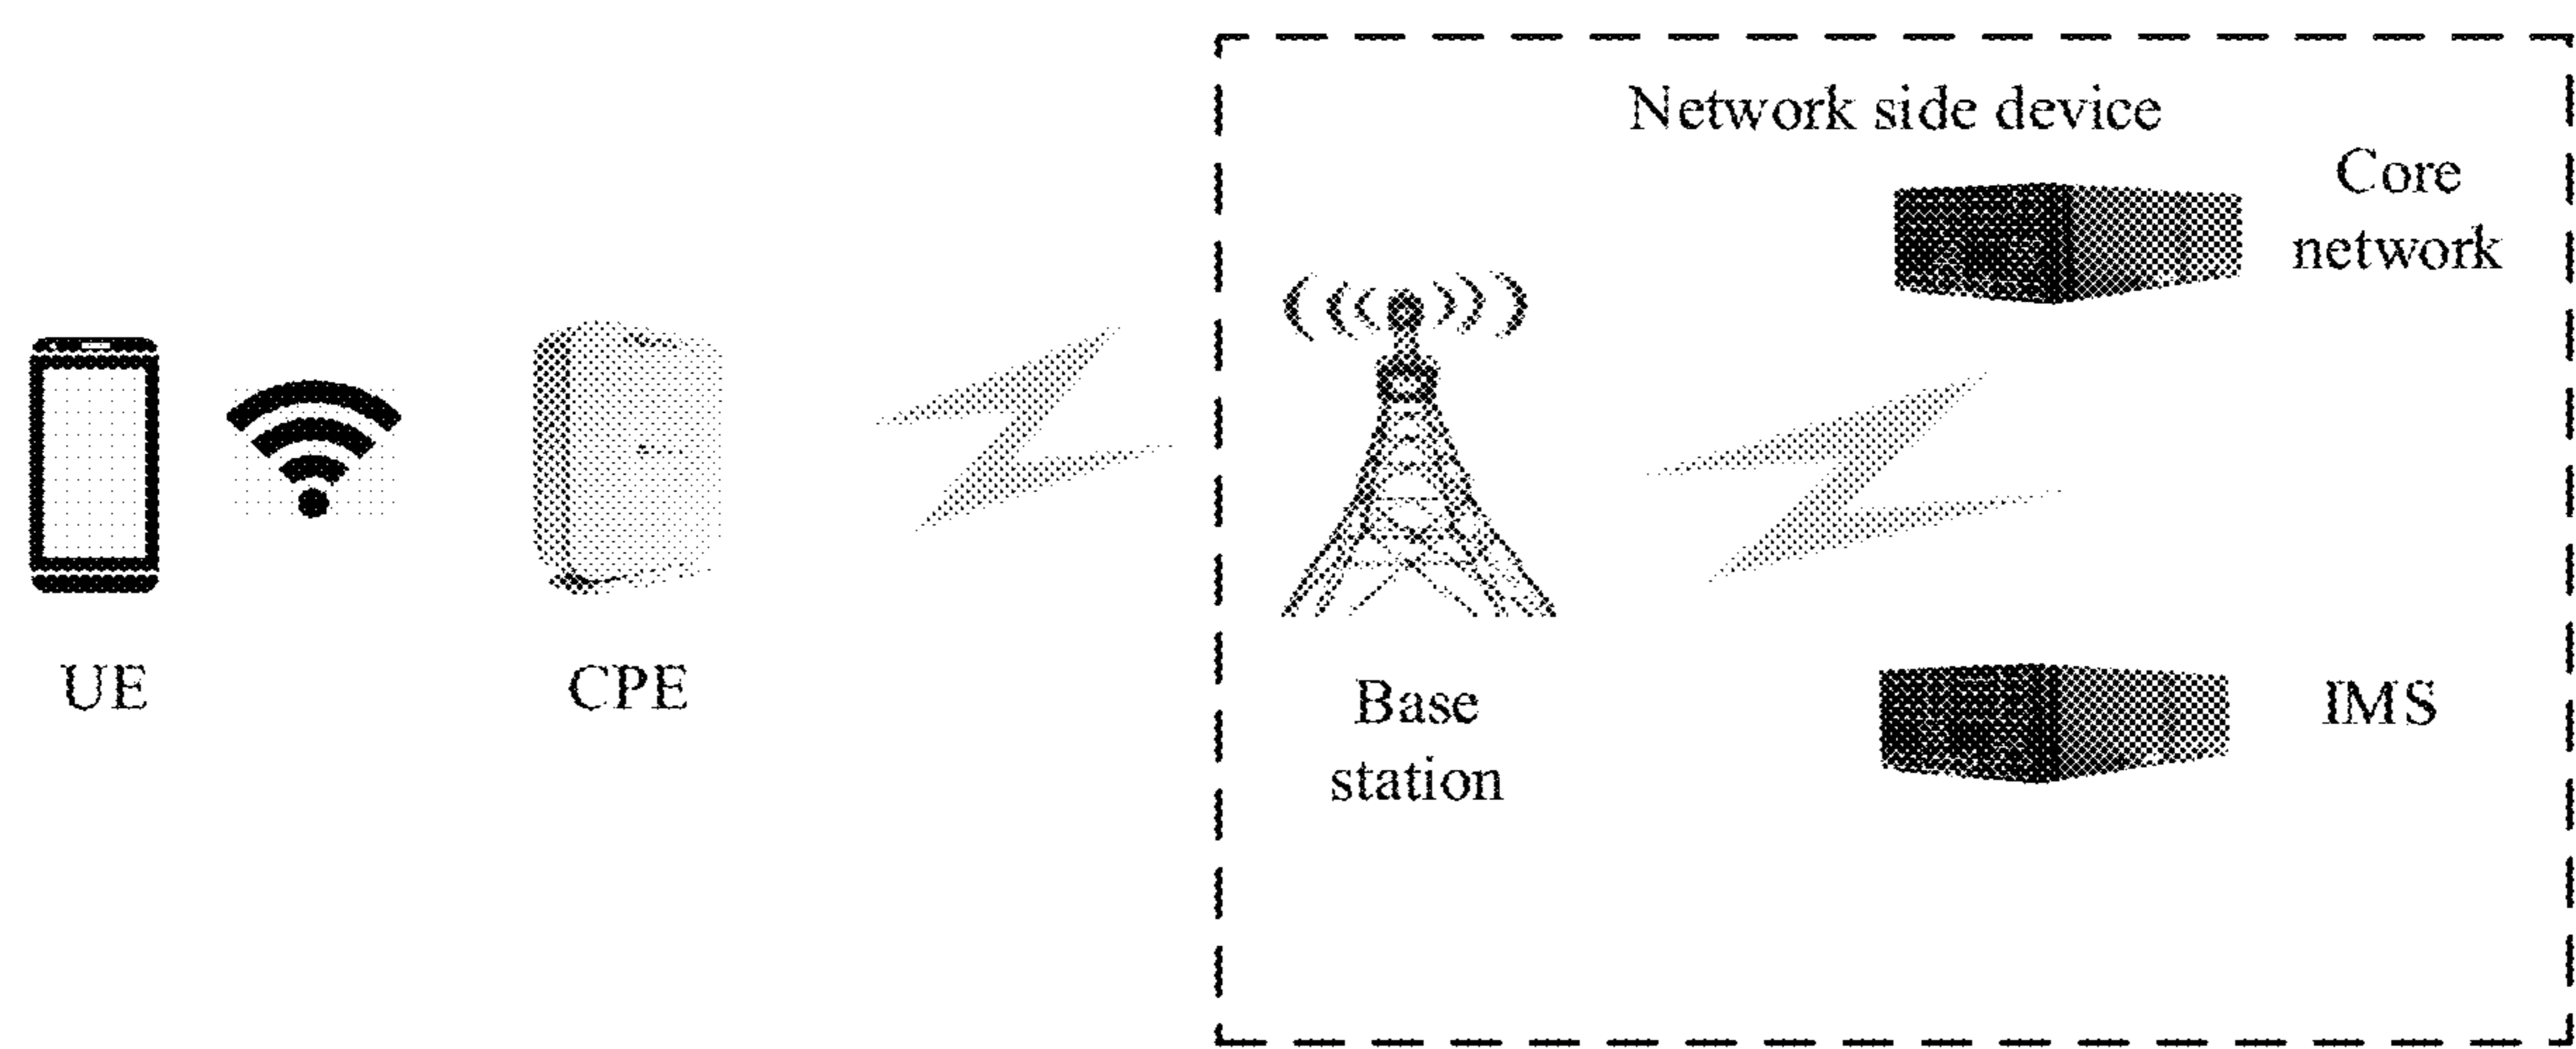 Network side device
Core
network
UE
CPE
Base
station
IMS